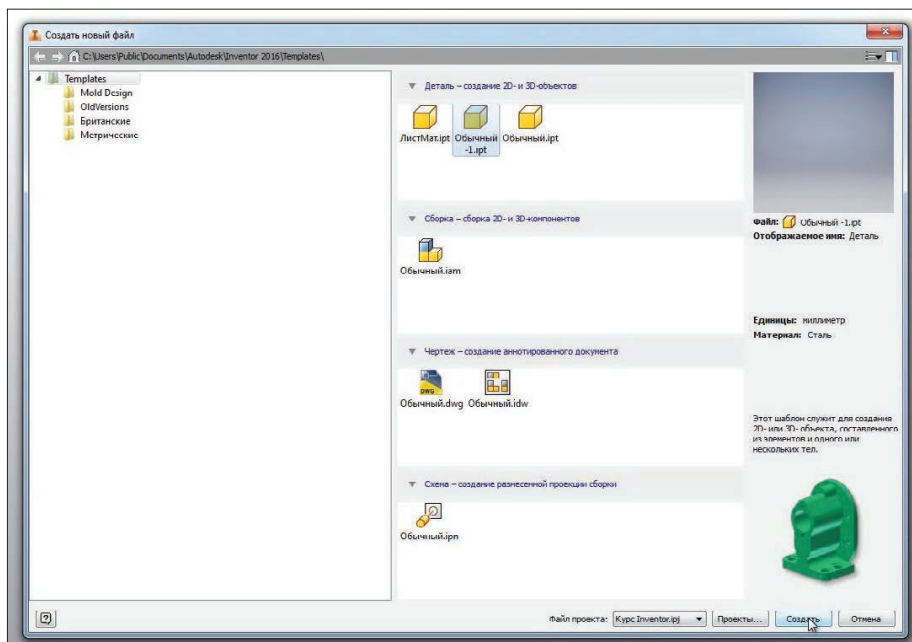 Создать новый файл
C:\Users\Public\Documents\Autodesk\Inventor 2016\Templates\
Templates
Mold Design
OldVersions
Британские
Метрические
Деталь – создание 2D- и 3D-объектов
ЛистМат.ipt
Обычный
-1.ipt
Обычный.ipt
Сборка – сборка 2D- и 3D-компонентов
Обычный.iam
Чертеж – создание аннотированного документа
DWG
Обычный.dwg
Обычный.idw
Схема – создание разнесенной проекции сборки
Обычный.ipn
Файл: Обычный -1.ipt
Отображаемое имя: Деталь
Единицы: миллиметр
Материал: Сталь
Этот шаблон служит для создания
2D- или 3D- объекта, составленного
из элементов и одного или
нескольких тел.
?
Файл проекта:
Курс Inventor.ipj
Проекты...
Создать
Отмена